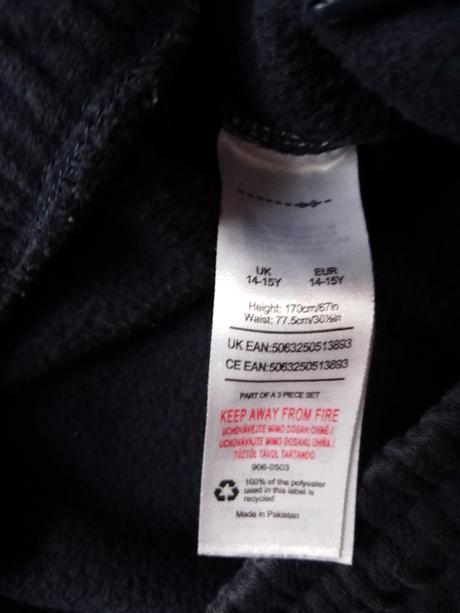 UK EUR
14-15Y 14-15Y
Height: 170cm/67in
Waist: 77.5cm/30½in
UK EAN:5063250513893
CE EAN:5063250513893
PART OF A 3 PIECE SET
KEEP AWAY FROM FIRE
UCHOVÁVEJTE MIMO DOSAH OHNĚ /
UCHOVÁVAJTE MIMO DOSAHU OHŇA /
TŰZTŐL TÁVOL TARTANDÓ
906-0503
100% of the polyester
used in this label is
recycled
Made in Pakistan